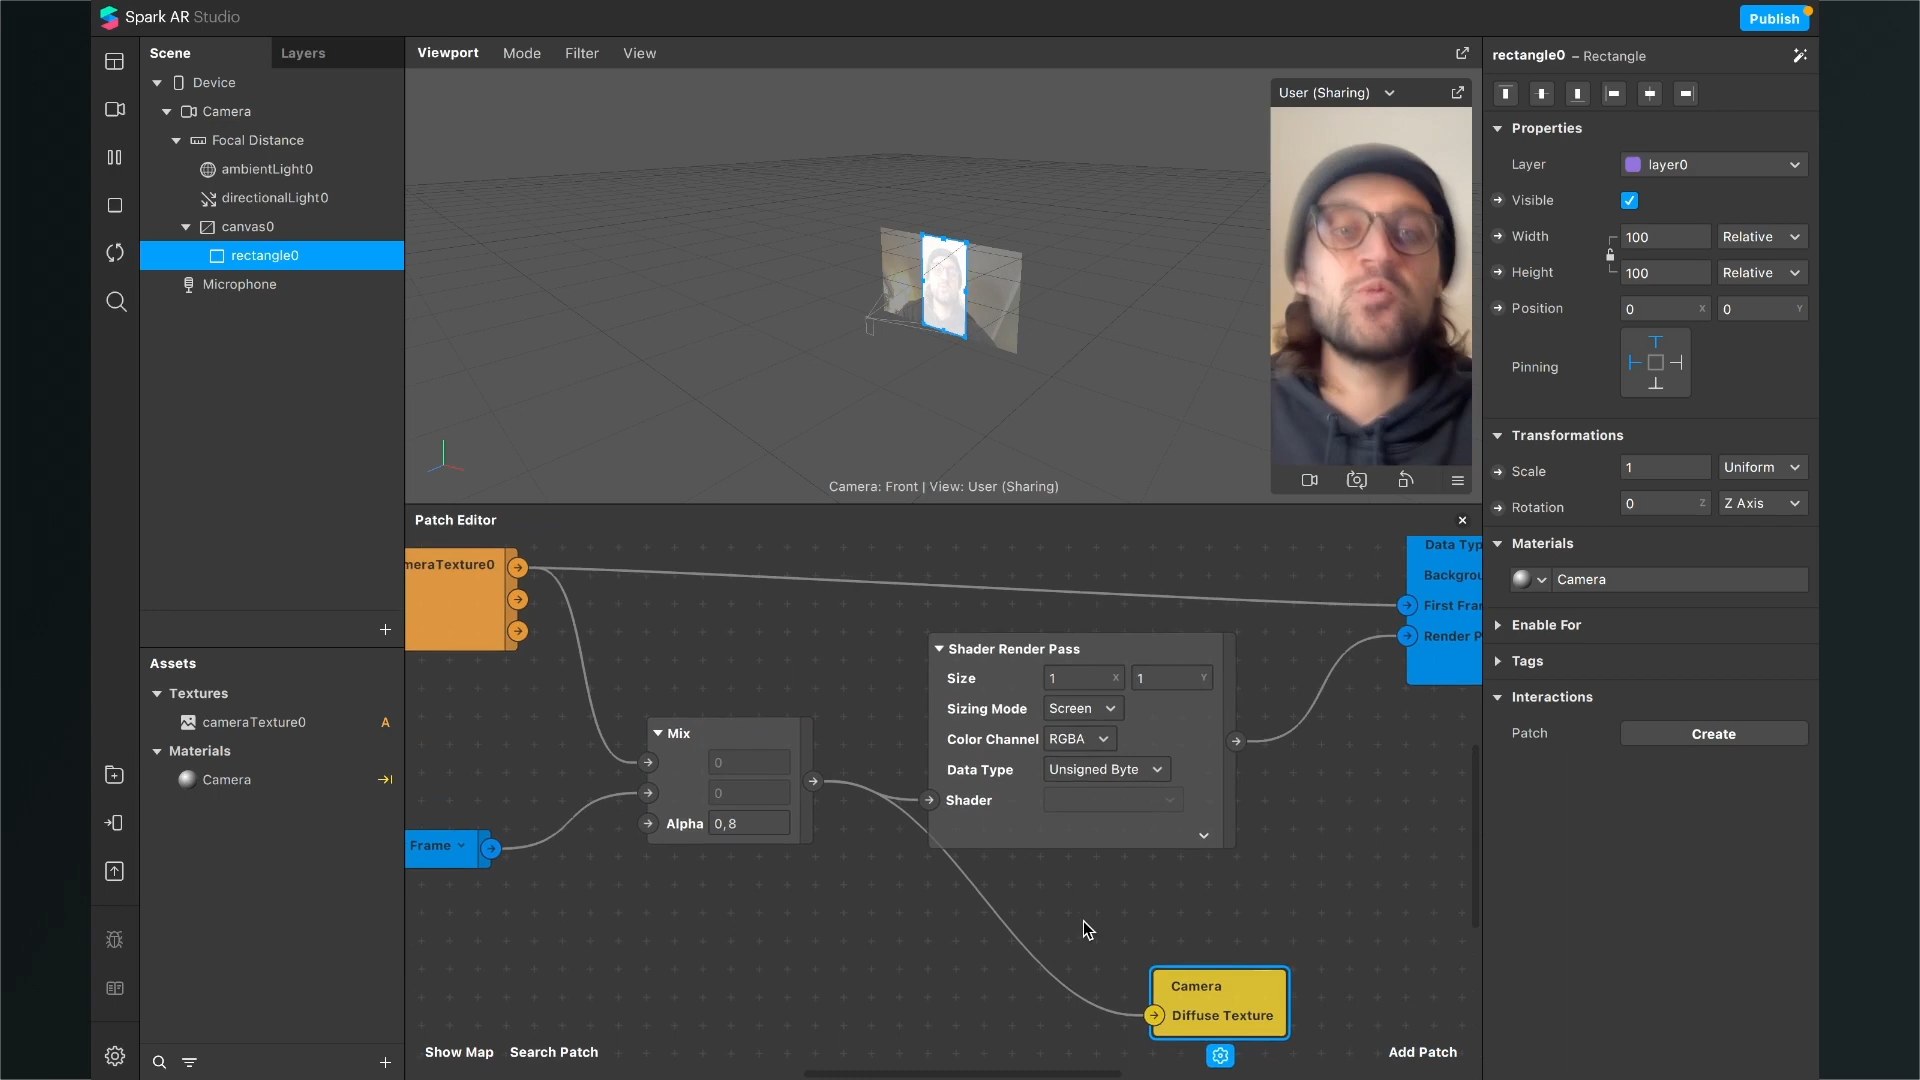 Spark AR Studio
Publish
Scene
Layers
Device
Camera
Focal Distance
ambientLight0
directionalLight0
canvas0
rectangle0
Microphone
Assets
Textures
cameraTexture0 A
Materials
Camera
Viewport Mode Filter View
User (Sharing)
Camera: Front | View: User (Sharing)
Patch Editor
meraTexture0
Frame
Mix
0
0
Alpha 0,8
Shader Render Pass
Size 1 X 1 Y
Sizing Mode Screen
Color Channel RGBA
Data Type Unsigned Byte
Shader
Data Typ
Backgrou
First Fra
Render P
Camera
Diffuse Texture
Show Map Search Patch
Add Patch
rectangle0 – Rectangle
Properties
Layer layer0
Visible
Width 100 Relative
Height 100 Relative
Position 0 X 0 Y
Pinning
Transformations
Scale 1 Uniform
Rotation 0 Z Z Axis
Materials
Camera
Enable For
Tags
Interactions
Patch Create